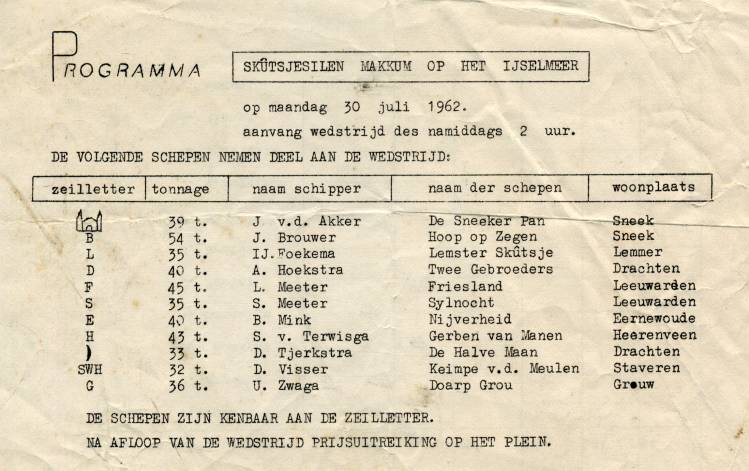 PROGRAMMA
SKÛTSJESILEN MAKKUM OP HET IJSELMEER
op maandag 30 juli 1962.
aanvang wedstrijd des namiddags 2 uur.
DE VOLGENDE SCHEPEN NEMEN DEEL AAN DE WEDSTRIJD:
zeilletter tonnage naam schipper naam der schepen woonplaats
39 t. J v.d. Akker De Sneeker Pan Sneek
B 54 t. J. Brouwer Hoop op Zegen Sneek
L 35 t. IJ.Foekema Lemster Skûtsje Lemmer
D 40 t. A. Hoekstra Twee Gebroeders Drachten
F 45 t. L. Meeter Friesland Leeuwarden
S 35 t. S. Meeter Sylnocht Leeuwarden
E 40 t. B. Mink Nijverheid Eernewoude
H 43 t. S. v. Terwisga Gerben van Manen Heerenveen
) 33 t. D. Tjerkstra De Halve Maan Drachten
SWH 32 t. D. Visser Keimpe v.d. Meulen Staveren
G 36 t. U. Zwaga Doarp Grou Grouw
DE SCHEPEN ZIJN KENBAAR AAN DE ZEILLETTER.
NA AFLOOP VAN DE WEDSTRIJD PRIJSUITREIKING OP HET PLEIN.